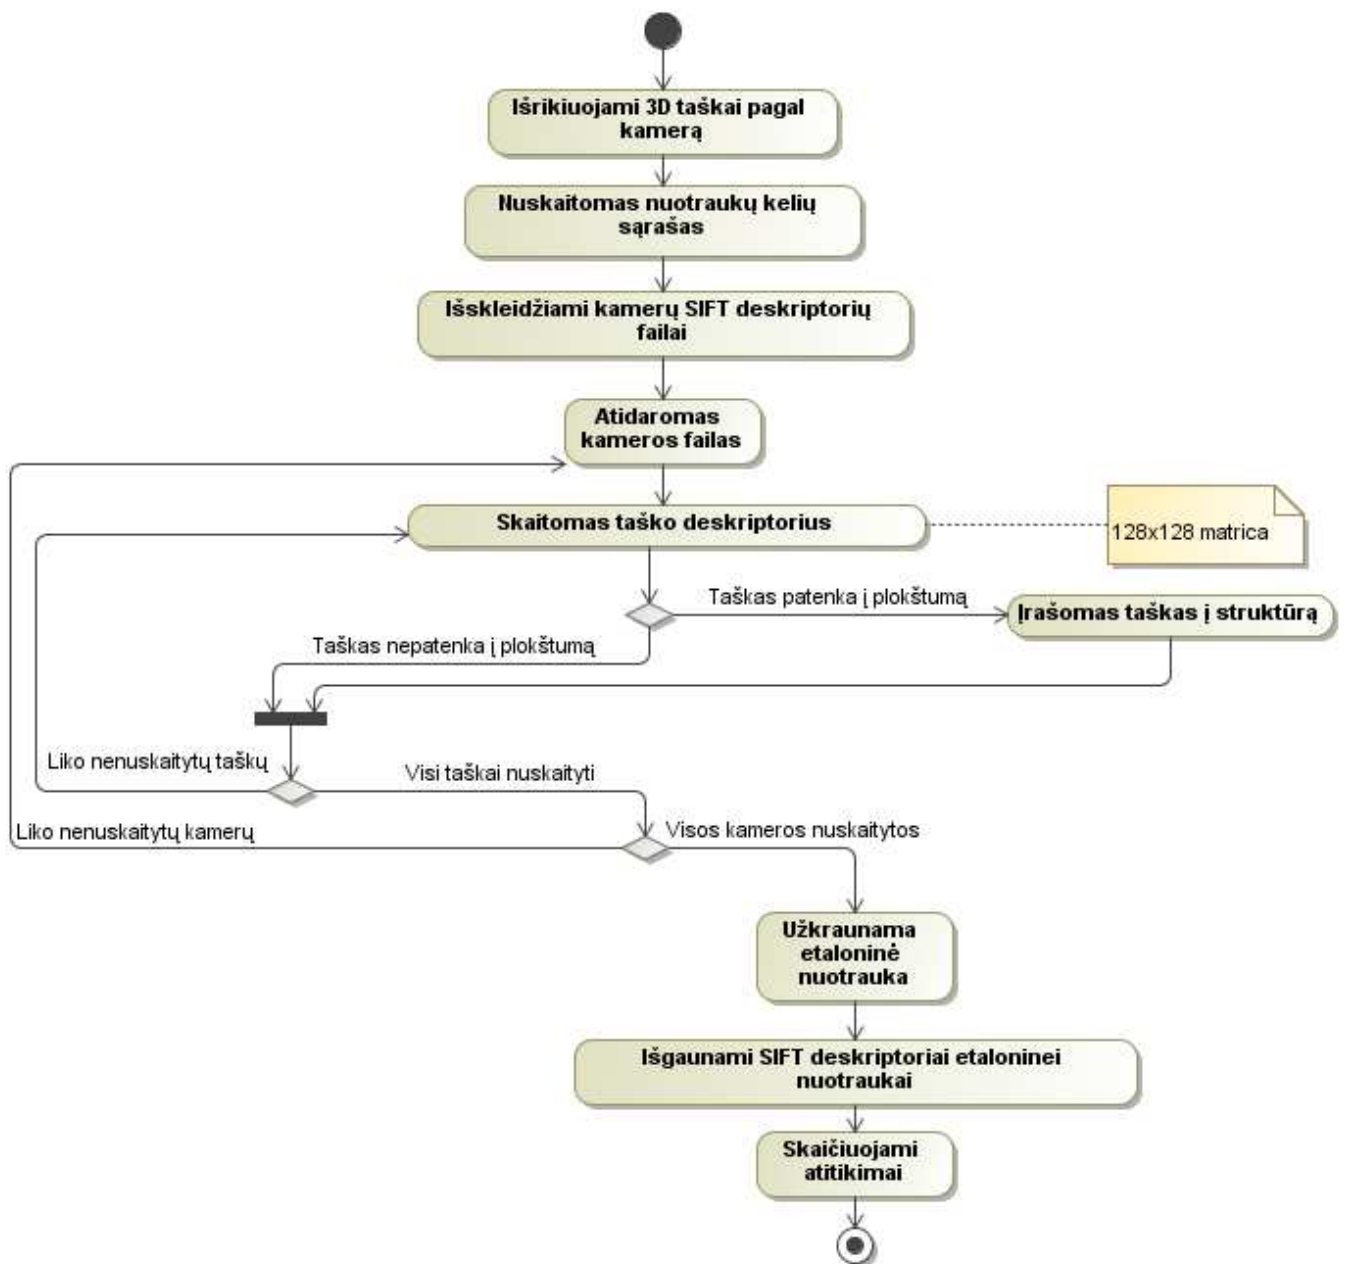 Išrikiuojami 3D taškai pagal
kamerą
Nuskaitomas nuotraukų kelių
sąrašas
Išskleidžiami kamerų SIFT deskriptorių
failai
Atidaromas
kameros failas
Skaitomas taško deskriptorius
128x128 matrica
Taškas patenka į plokštumą
Įrašomas taškas į struktūrą
Taškas nepatenka į plokštumą
Liko nenuskaitytų taškų
Visi taškai nuskaityti
Liko nenuskaitytų kamerų
Visos kameros nuskaitytos
Užkraunama
etaloninė
nuotrauka
Išgaunami SIFT deskriptoriai etaloninei
nuotraukai
Skaičiuojami
atitikimai